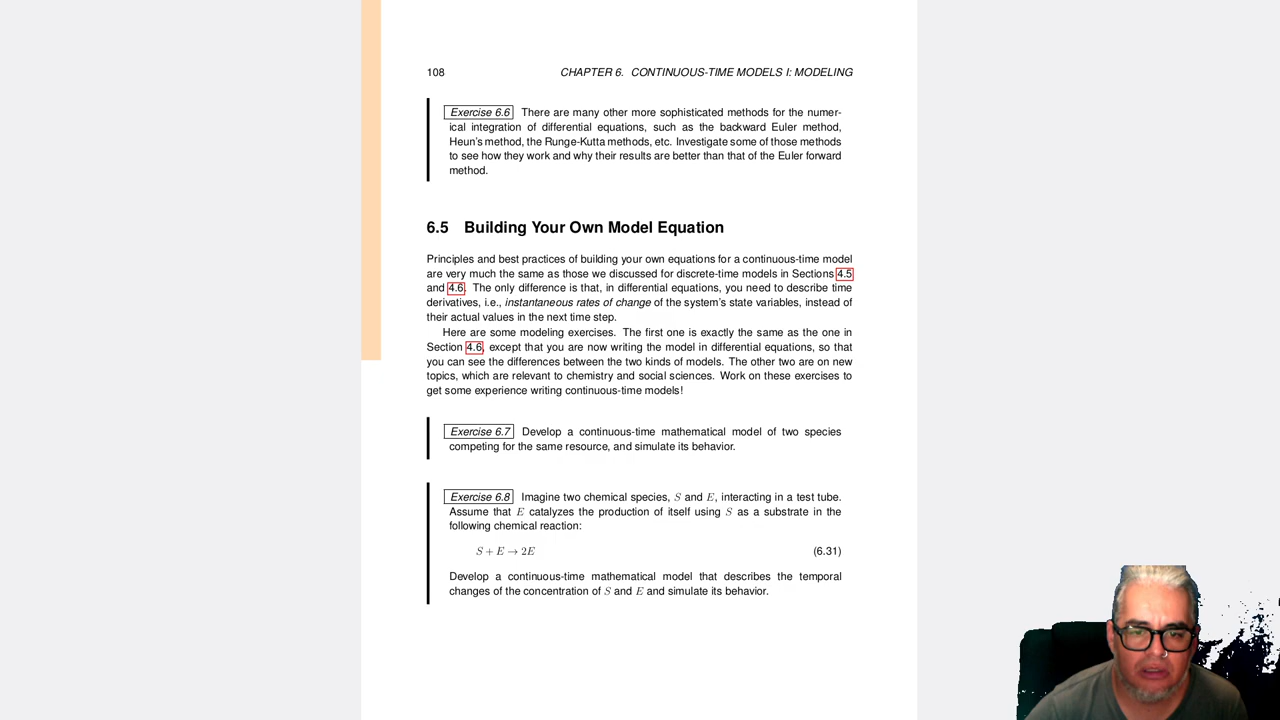 108 CHAPTER 6. CONTINUOUS-TIME MODELS I: MODELING
Exercise 6.6 There are many other more sophisticated methods for the numer-
ical integration of differential equations, such as the backward Euler method,
Heun's method, the Runge-Kutta methods, etc. Investigate some of those methods
to see how they work and why their results are better than that of the Euler forward
method.
6.5 Building Your Own Model Equation
Principles and best practices of building your own equations for a continuous-time model
are very much the same as those we discussed for discrete-time models in Sections 4.5
and 4.6. The only difference is that, in differential equations, you need to describe time
derivatives, i.e., instantaneous rates of change of the system's state variables, instead of
their actual values in the next time step.
Here are some modeling exercises. The first one is exactly the same as the one in
Section 4.6, except that you are now writing the model in differential equations, so that
you can see the differences between the two kinds of models. The other two are on new
topics, which are relevant to chemistry and social sciences. Work on these exercises to
get some experience writing continuous-time models!
Exercise 6.7 Develop a continuous-time mathematical model of two species
competing for the same resource, and simulate its behavior.
Exercise 6.8 Imagine two chemical species, S and E, interacting in a test tube.
Assume that E catalyzes the production of itself using S as a substrate in the
following chemical reaction:
S + E → 2E (6.31)
Develop a continuous-time mathematical model that describes the temporal
changes of the concentration of S and E and simulate its behavior.